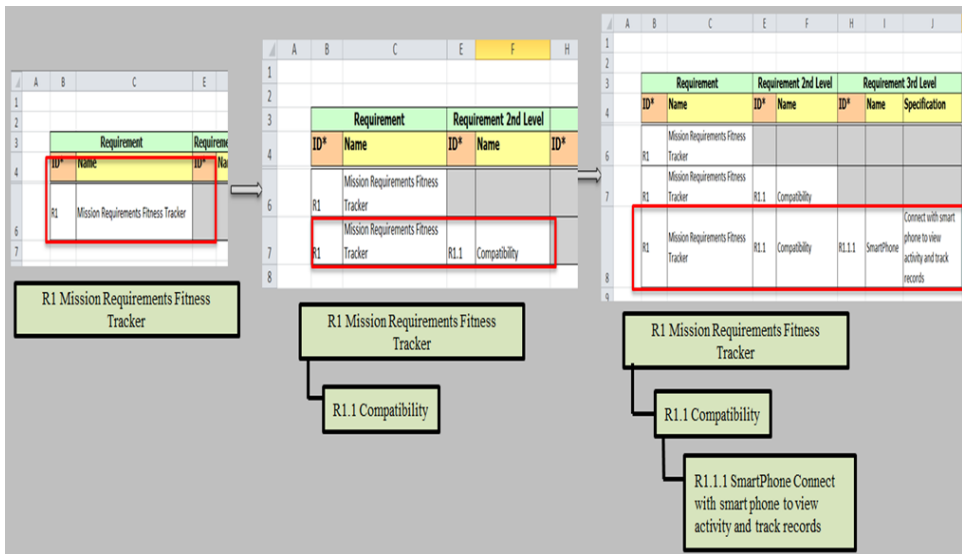 A B C E
1
2
3 Requirement Requireme
4 ID* Name ID* Na
6 R1 Mission Requirements Fitness Tracker
7
R1 Mission Requirements Fitness
Tracker
A B C E F H
1
2
3 Requirement Requirement 2nd Level
4 ID* Name ID* Name ID*
Mission Requirements Fitness
6 R1 Tracker
Mission Requirements Fitness
7 R1 Tracker R1.1 Compatibility
8
R1 Mission Requirements Fitness
Tracker
R1.1 Compatibility
A B C E F H I J
1
2
3 Requirement Requirement 2nd Level Requirement 3rd Level
4 ID* Name ID* Name ID* Name Specification
Mission Requirements Fitness
6 R1 Tracker
Mission Requirements Fitness
7 R1 Tracker R1.1 Compatibility
Connect with smart
Mission Requirements Fitness phone to view
R1 Tracker R1.1 Compatibility R1.1.1 SmartPhone activity and track
8 records
9
R1 Mission Requirements Fitness
Tracker
R1.1 Compatibility
R1.1.1 SmartPhone Connect
with smart phone to view
activity and track records